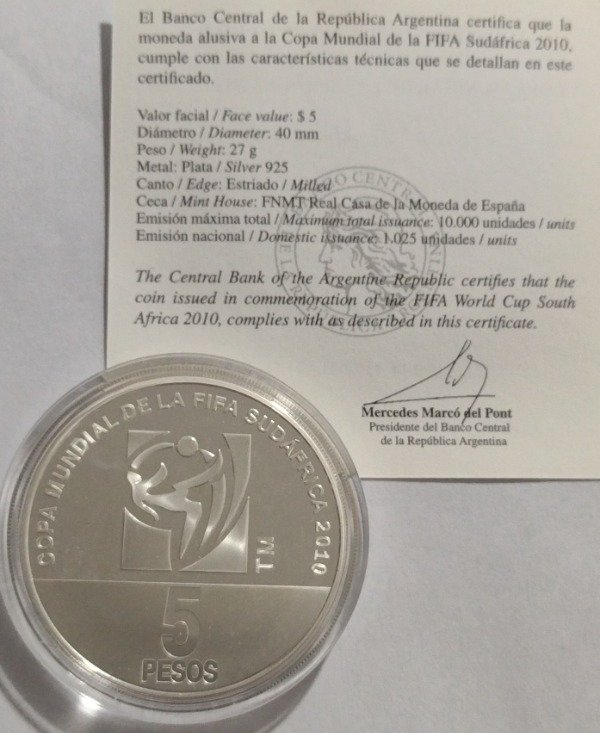 El Banco Central de la República Argentina certifica que la
moneda alusiva a la Copa Mundial de la FIFA Sudáfrica 2010,
cumple con las características técnicas que se detallan en este
certificado.
Valor facial / Face value: $ 5
Diámetro / Diameter: 40 mm
Peso / Weight: 27 g
Metal: Plata / Silver 925
Canto / Edge: Estriado / Milled
Ceca / Mint House: FNMT Real Casa de la Moneda de España
Emisión máxima total / Maximum total issuance: 10.000 unidades / units
Emisión nacional / Domestic issuance: 1.025 unidades / units
The Central Bank of the Argentine Republic certifies that the
coin issued in commemoration of the FIFA World Cup South
Africa 2010, complies with as described in this certificate.
Mercedes Marcó del Pont
Presidente del Banco Central
de la República Argentina
COPA MUNDIAL DE LA FIFA SUDÁFRICA 2010
TM
5
PESOS